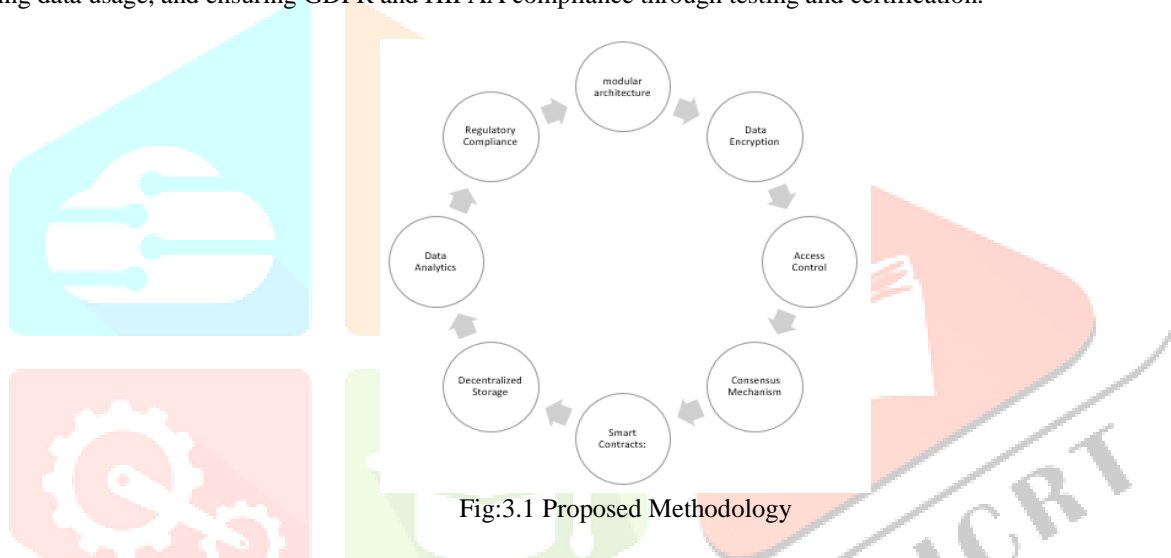 ing data usage, and ensuring GDPR and HIPAA compliance through testing and certification.
modular
architecture
Data
Encryption
Access
Control
Consensus
Mechanism
Smart
Contracts:
Decentralized
Storage
Data
Analytics
Regulatory
Compliance
Fig:3.1 Proposed Methodology
IJCRT